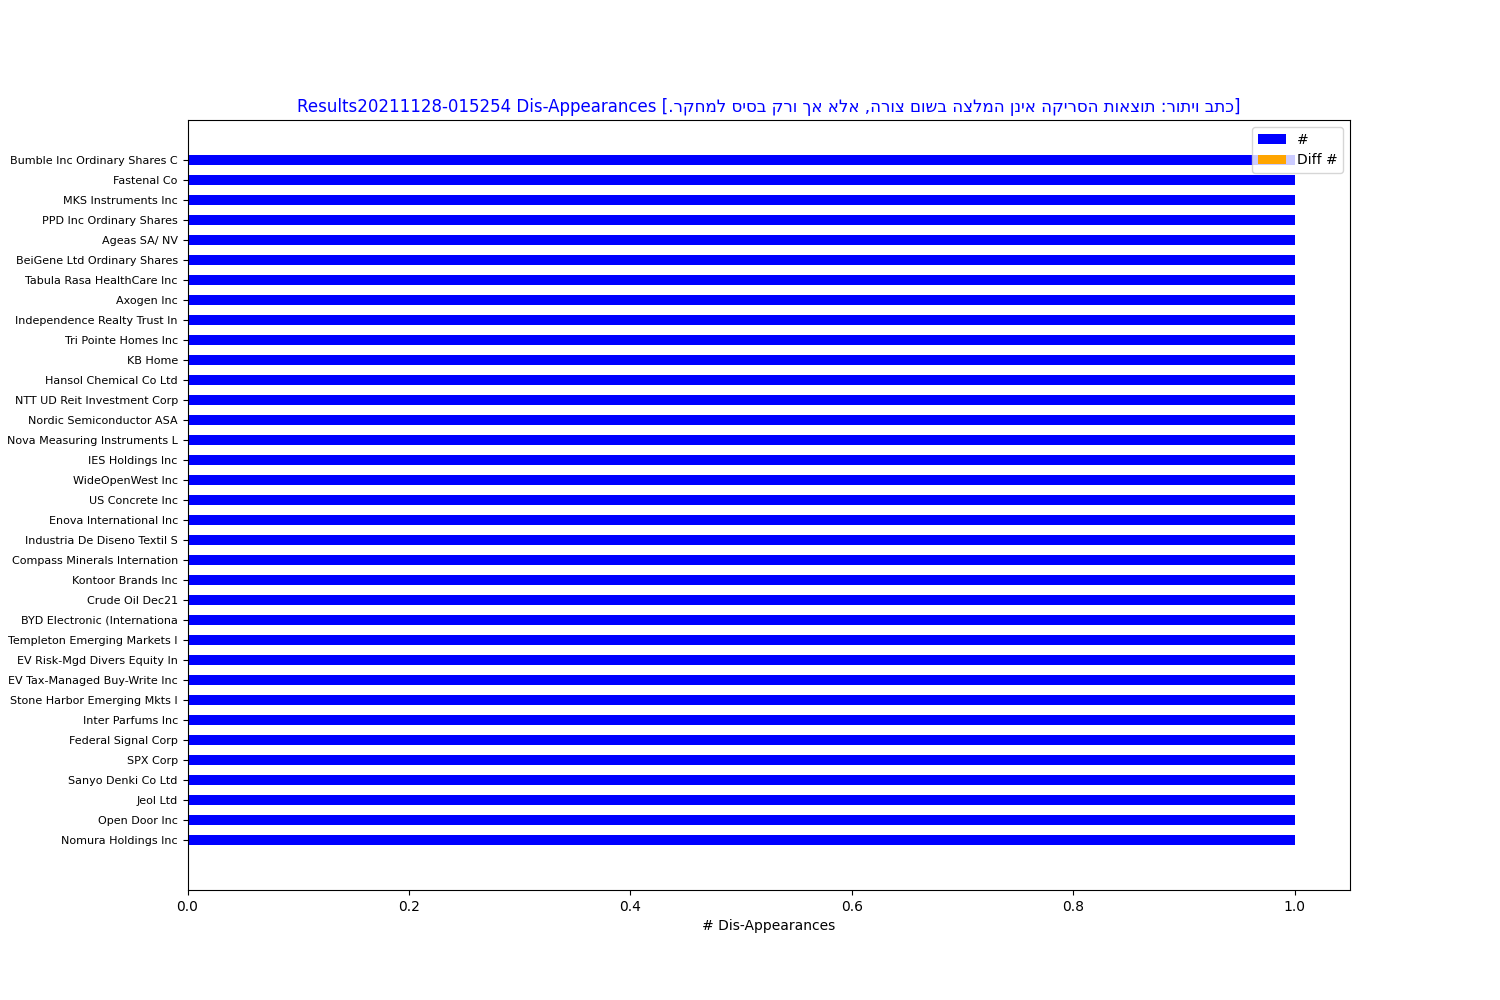 Results20211128-015254 Dis-Appearances [כתב ויתור: תוצאות הסריקה אינן המלצה בשום צורה, אלא אך ורק בסיס למחקר.]
#
Diff #
Bumble Inc Ordinary Shares C
Fastenal Co
MKS Instruments Inc
PPD Inc Ordinary Shares
Ageas SA/ NV
BeiGene Ltd Ordinary Shares
Tabula Rasa HealthCare Inc
Axogen Inc
Independence Realty Trust In
Tri Pointe Homes Inc
KB Home
Hansol Chemical Co Ltd
NTT UD Reit Investment Corp
Nordic Semiconductor ASA
Nova Measuring Instruments L
IES Holdings Inc
WideOpenWest Inc
US Concrete Inc
Enova International Inc
Industria De Diseno Textil S
Compass Minerals Internation
Kontoor Brands Inc
Crude Oil Dec21
BYD Electronic (Internationa
Templeton Emerging Markets I
EV Risk-Mgd Divers Equity In
EV Tax-Managed Buy-Write Inc
Stone Harbor Emerging Mkts I
Inter Parfums Inc
Federal Signal Corp
SPX Corp
Sanyo Denki Co Ltd
Jeol Ltd
Open Door Inc
Nomura Holdings Inc
0.0 0.2 0.4 0.6 0.8 1.0
# Dis-Appearances